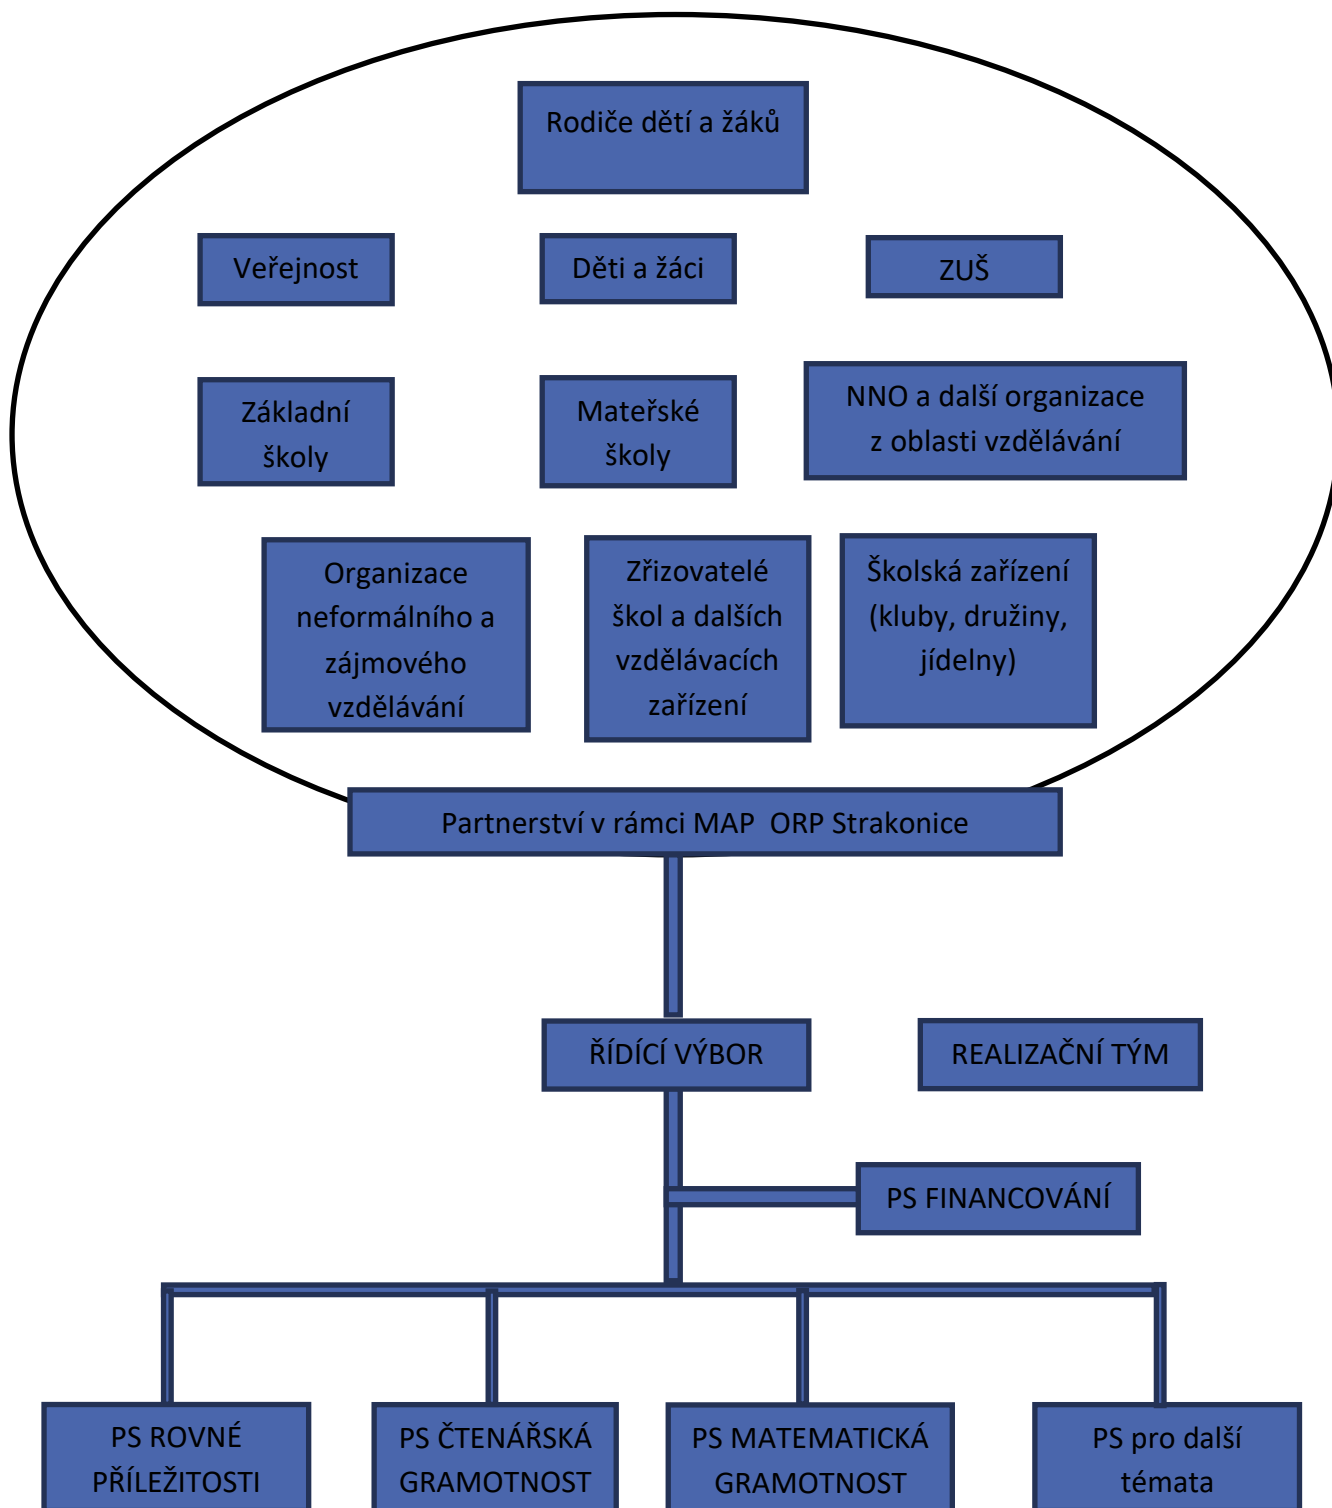 Rodiče dětí a žáků
Veřejnost
Děti a žáci
ZUŠ
Základní
školy
Mateřské
školy
NNO a další organizace
z oblasti vzdělávání
Organizace
neformálního a
zájmového
vzdělávání
Zřizovatelé
škol a dalších
vzdělávacích
zařízení
Školská zařízení
(kluby, družiny,
jídelny)
Partnerství v rámci MAP  ORP Strakonice
ŘÍDÍCÍ VÝBOR
REALIZAČNÍ TÝM
PS FINANCOVÁNÍ
PS ROVNÉ
PŘÍLEŽITOSTI
PS ČTENÁŘSKÁ
GRAMOTNOST
PS MATEMATICKÁ
GRAMOTNOST
PS pro další
témata